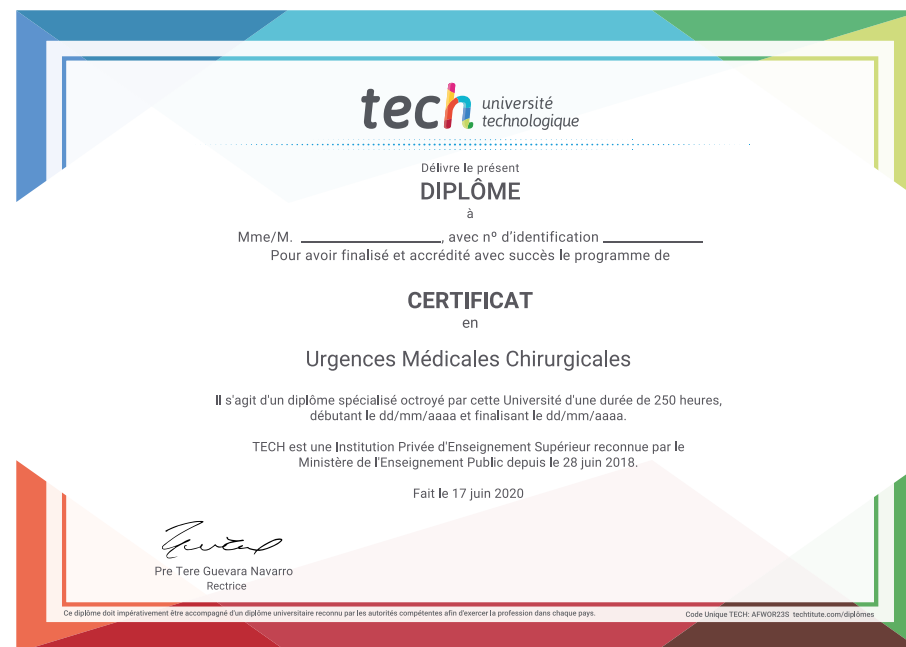 tech université
technologique
Délivre le présent
DIPLÔME
à
Mme/M. ____________________, avec nº d'identification ______________
Pour avoir finalisé et accrédité avec succès le programme de
CERTIFICAT
en
Urgences Médicales Chirurgicales
Il s'agit d'un diplôme spécialisé octroyé par cette Université d'une durée de 250 heures,
débutant le dd/mm/aaaa et finalisant le dd/mm/aaaa.
TECH est une Institution Privée d'Enseignement Supérieur reconnue par le
Ministère de l'Enseignement Public depuis le 28 juin 2018.
Fait le 17 juin 2020
Pre Tere Guevara Navarro
Rectrice
Ce diplôme doit impérativement être accompagné d'un diplôme universitaire reconnu par les autorités compétentes afin d'exercer la profession dans chaque pays.
Code Unique TECH: AFWOR23S techtitute.com/diplômes